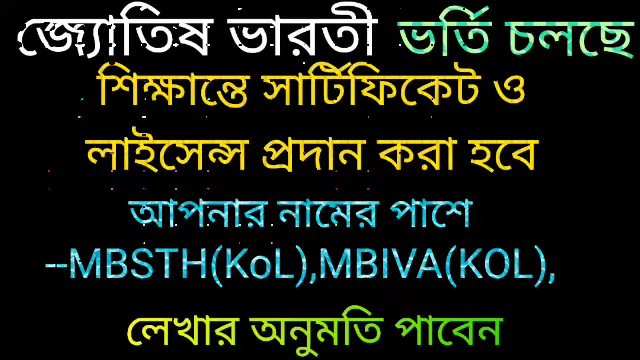 জ্যোতিষ ভারতী ভর্তি চলছে
শিক্ষান্তে সার্টিফিকেট ও
লাইসেন্স প্রদান করা হবে
আপনার নামের পাশে
--MBSTH(KoL),MBIVA(KOL),
লেখার অনুমতি পাবেন